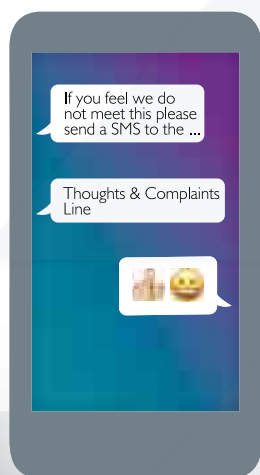 If you feel we do
not meet this please
send a SMS to the ...
Thoughts & Complaints
Line